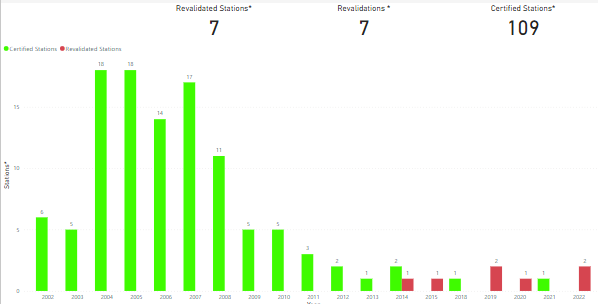 Revalidated Stations* Revalidations * Certified Stations*
7 7 109
Certified Stations Revalidated Stations
18 18
17
15
14
11
10
6
5 5 5 5
3
2 2 2 2
1 1 1 1 1 1
0
Stations*
2002 2003 2004 2005 2006 2007 2008 2009 2010 2011 2012 2013 2014 2015 2018 2019 2020 2021 2022